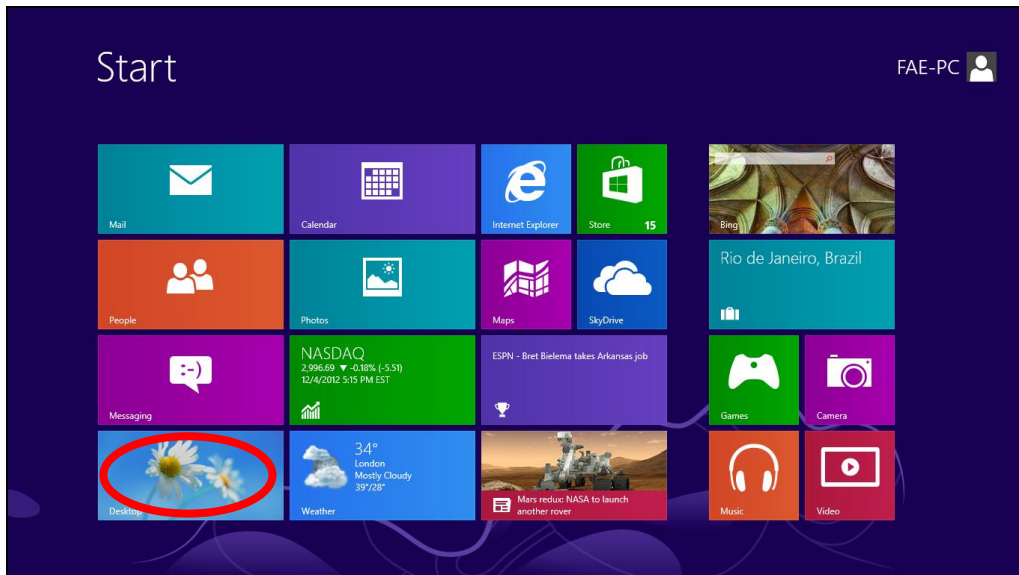 Start
FAE-PC
Mail
Calendar
Internet Explorer
Store
15
Bing
People
Photos
Maps
SkyDrive
Rio de Janeiro, Brazil
Messaging
NASDAQ
2,996.69 ▼ -0.18% (-5.51)
12/4/2012 5:15 PM EST
ESPN - Bret Bielema takes Arkansas job
Games
Camera
Desktop
34°
London
Mostly Cloudy
39°/28°
Weather
Mars redux: NASA to launch
another rover
Music
Video